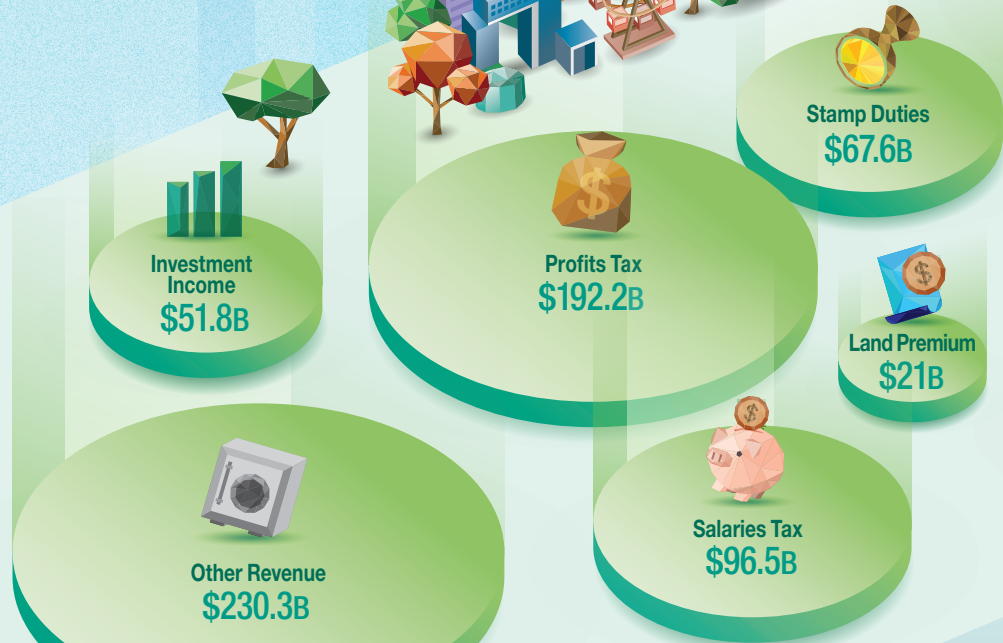 Stamp Duties
$67.6B
$
Profits Tax
$192.2B
Investment
Income
$51.8B
$
Land Premium
$21B
$
Salaries Tax
$96.5B
Other Revenue
$230.3B